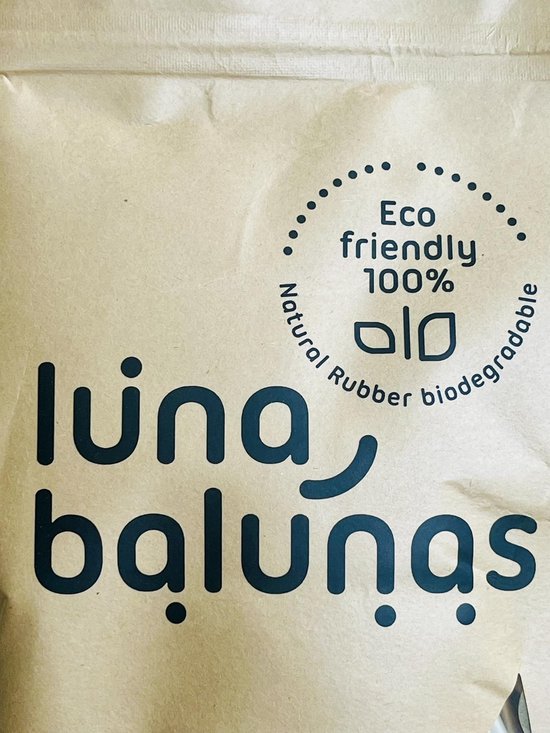 Eco
friendly
100%
Natural Rubber biodegradable
luna
balunas